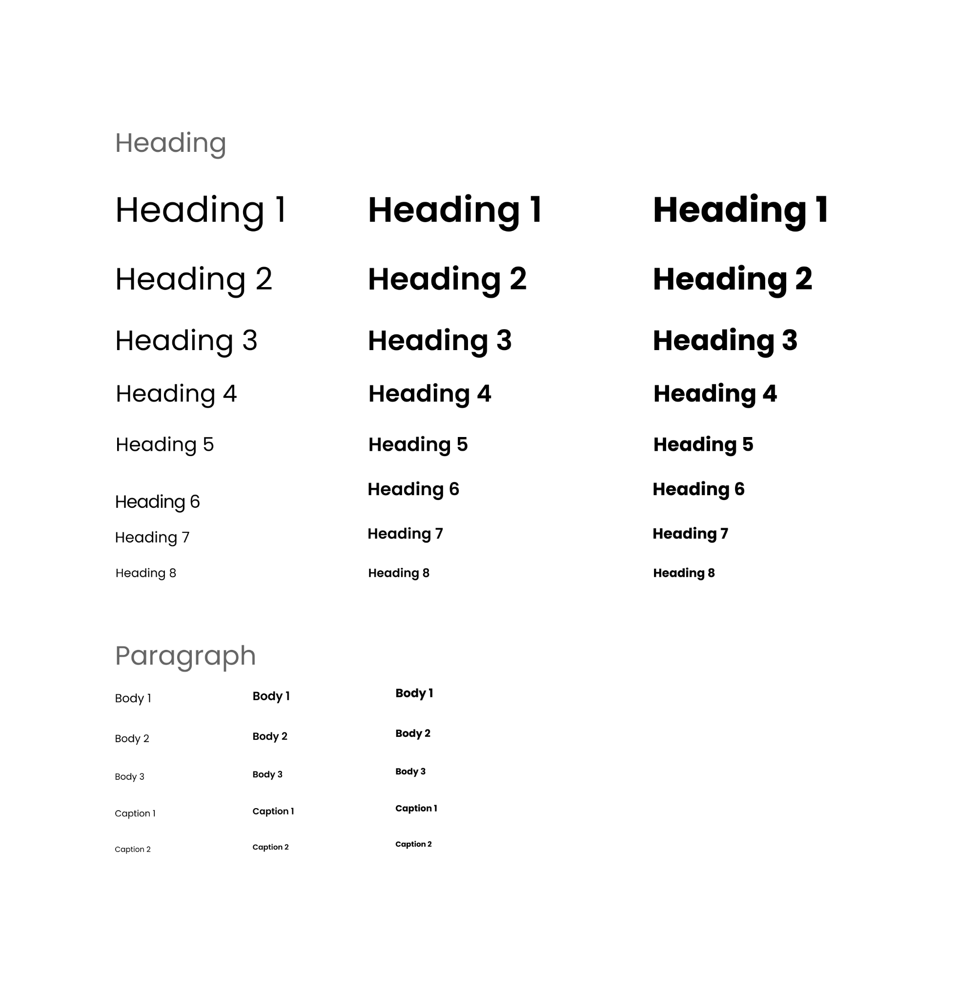 Heading
Heading 1 Heading 1 Heading 1
Heading 2 Heading 2 Heading 2
Heading 3 Heading 3 Heading 3
Heading 4 Heading 4 Heading 4
Heading 5 Heading 5 Heading 5
Heading 6 Heading 6 Heading 6
Heading 7 Heading 7 Heading 7
Heading 8 Heading 8 Heading 8
Paragraph
Body 1 Body 1 Body 1
Body 2 Body 2 Body 2
Body 3 Body 3 Body 3
Caption 1 Caption 1 Caption 1
Caption 2 Caption 2 Caption 2